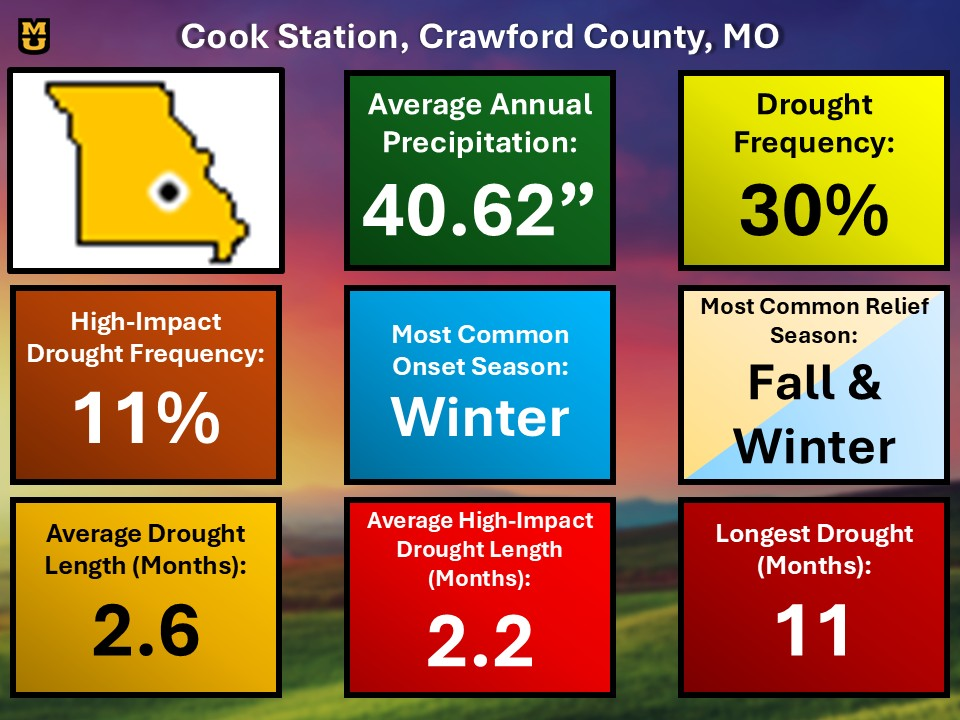 MU
Cook Station, Crawford County, MO
Average Annual
Precipitation:
40.62”
Drought
Frequency:
30%
High-Impact
Drought Frequency:
11%
Most Common
Onset Season:
Winter
Most Common Relief
Season:
Fall &
Winter
Average Drought
Length (Months):
2.6
Average High-Impact
Drought Length
(Months):
2.2
Longest Drought
(Months):
11